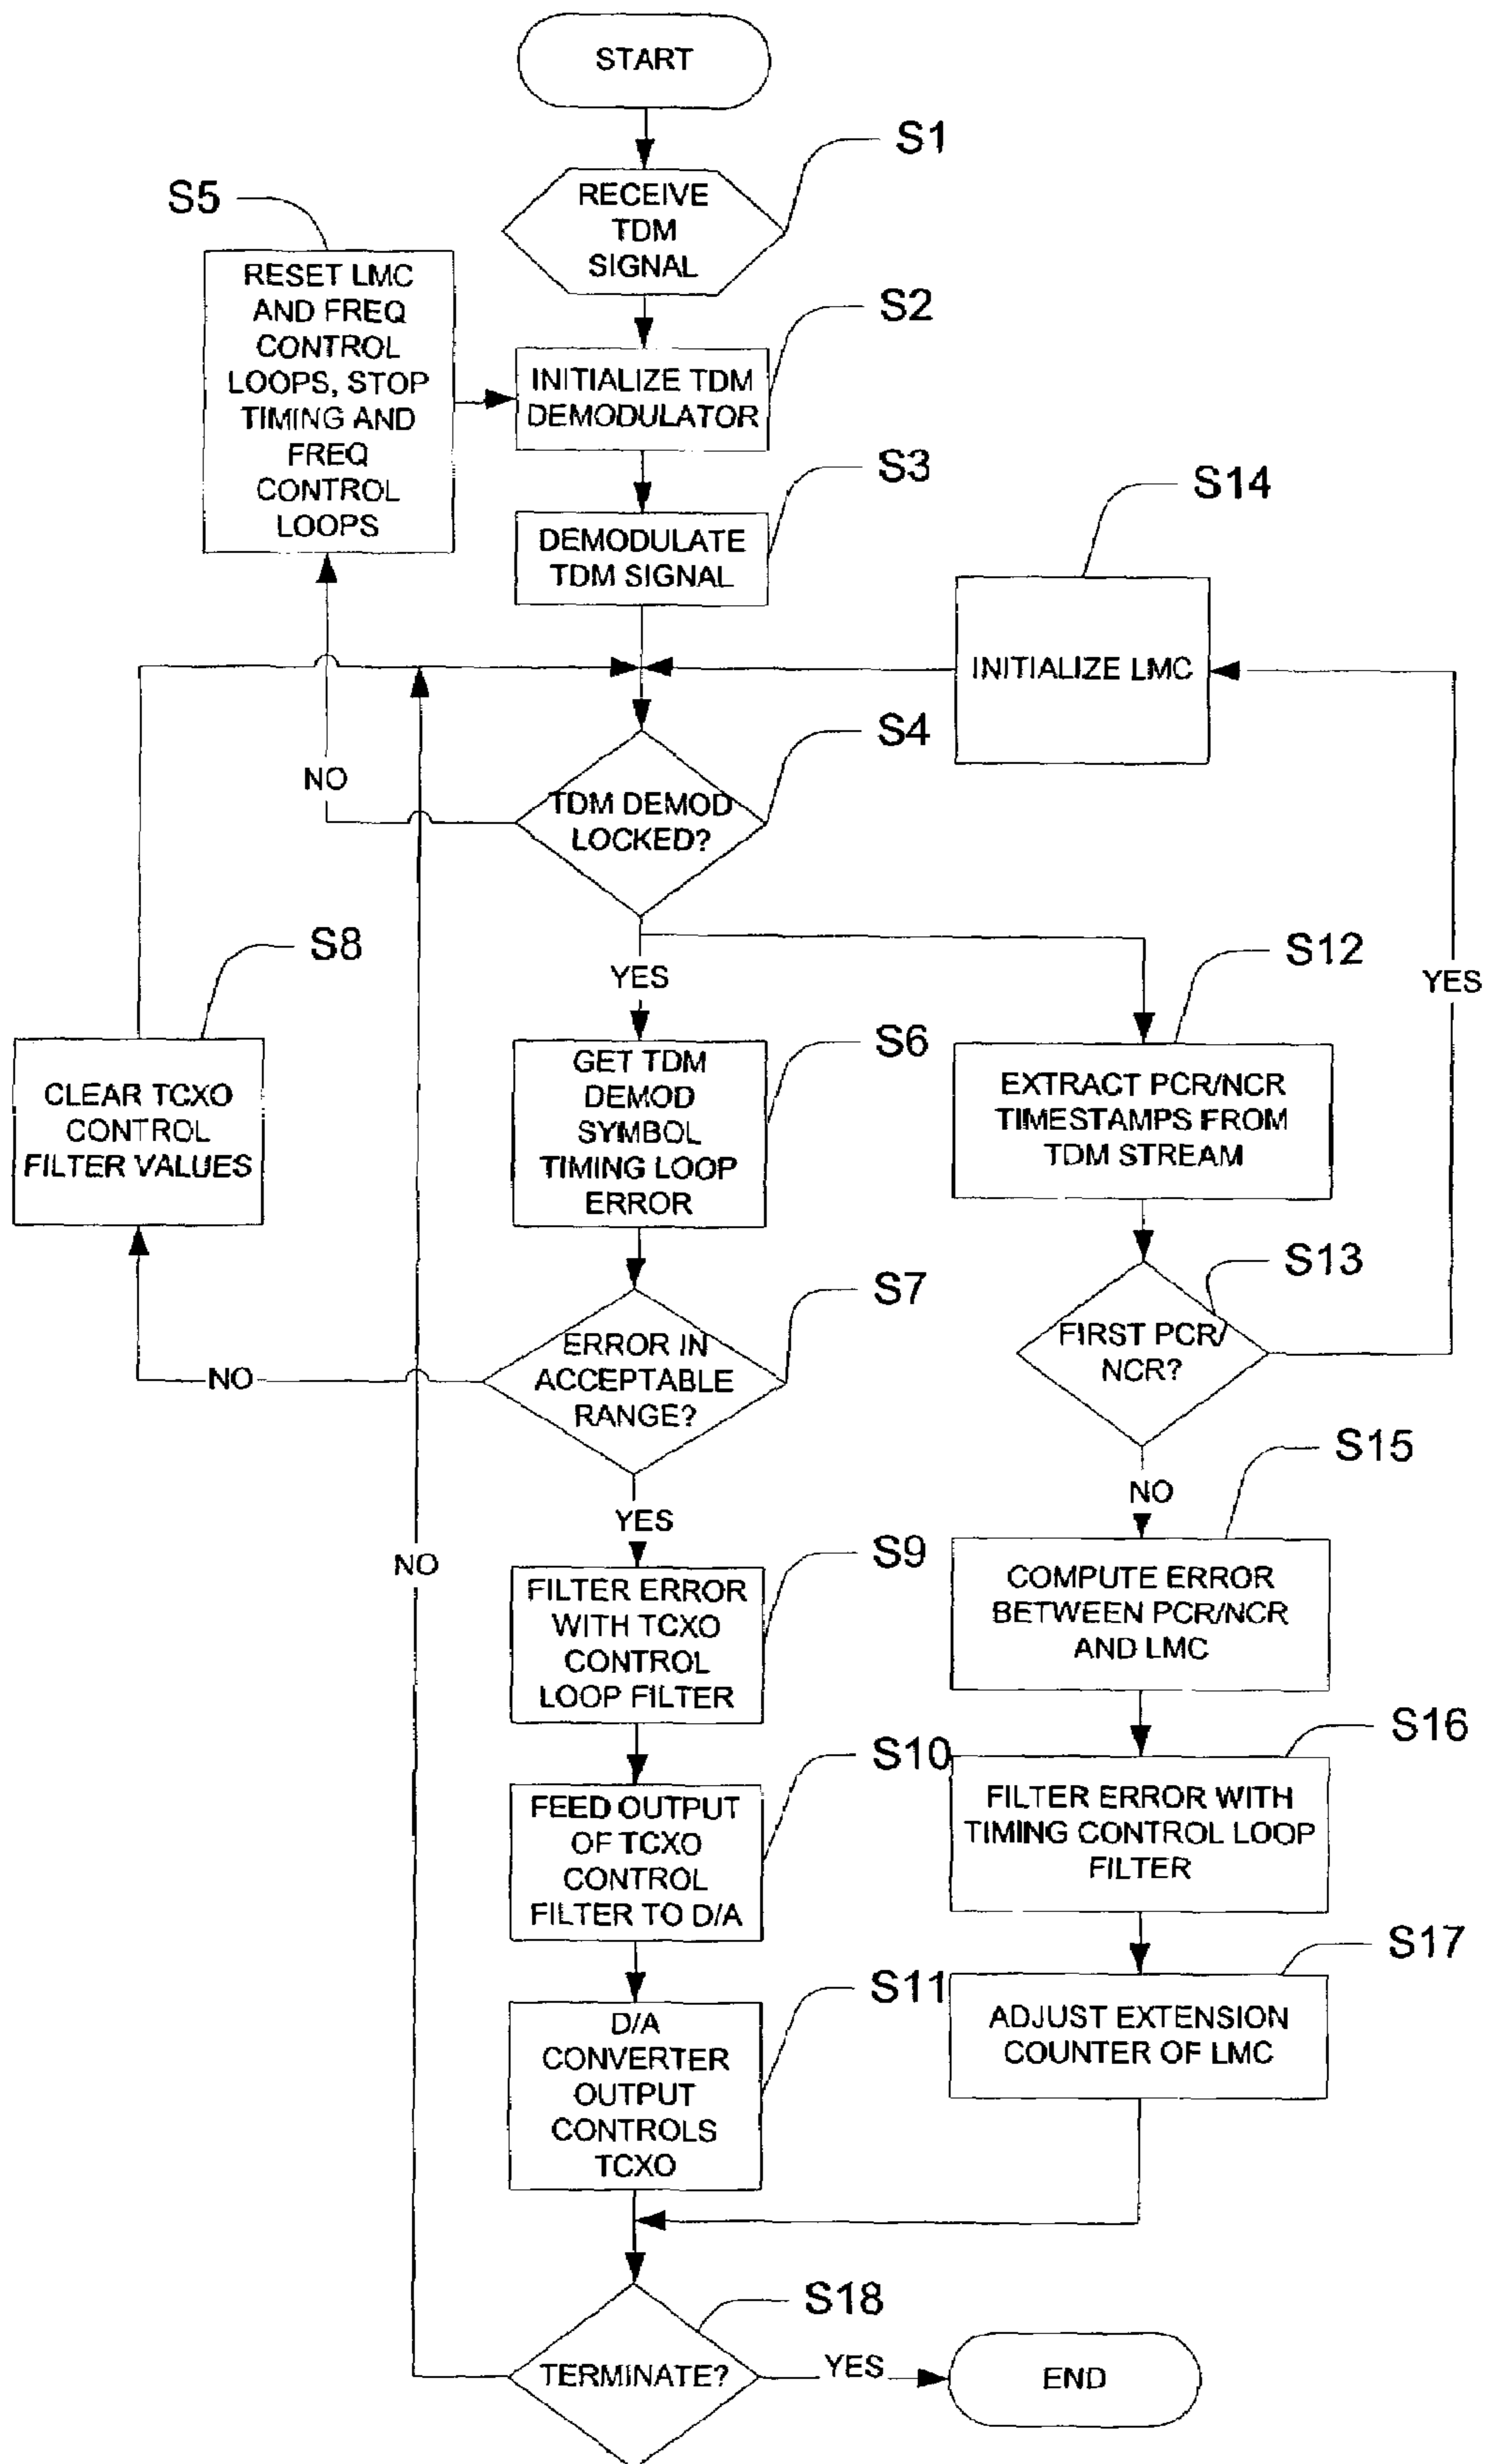 START
S1
RECEIVE
TDM
SIGNAL
S5
RESET LMC
AND FREQ
CONTROL
LOOPS, STOP
TIMING AND
FREQ
CONTROL
LOOPS
S2
INITIALIZE TDM
DEMODULATOR
S3
DEMODULATE
TDM SIGNAL
S14
INITIALIZE LMC
S4
TDM DEMOD
LOCKED?
NO
YES
S8
CLEAR TCXO
CONTROL
FILTER VALUES
S6
GET TDM
DEMOD
SYMBOL
TIMING LOOP
ERROR
S12
EXTRACT PCR/NCR
TIMESTAMPS FROM
TDM STREAM
YES
S7
ERROR IN
ACCEPTABLE
RANGE?
NO
YES
S13
FIRST PCR/
NCR?
NO
S9
FILTER ERROR
WITH TCXO
CONTROL
LOOP FILTER
NO
S15
COMPUTE ERROR
BETWEEN PCR/NCR
AND LMC
S10
FEED OUTPUT
OF TCXO
CONTROL
FILTER TO D/A
S16
FILTER ERROR WITH
TIMING CONTROL LOOP
FILTER
S11
D/A
CONVERTER
OUTPUT
CONTROLS
TCXO
S17
ADJUST EXTENSION
COUNTER OF LMC
S18
TERMINATE?
YES
END